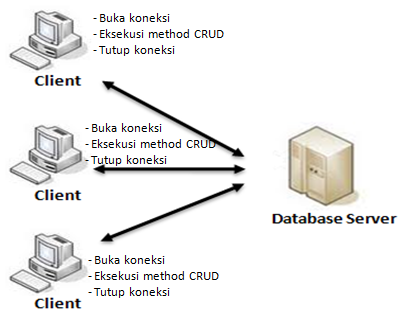 - Buka koneksi
- Eksekusi method CRUD
- Tutup koneksi
Client
- Buka koneksi
- Eksekusi method CRUD
- Tutup koneksi
Client
Database Server
- Buka koneksi
- Eksekusi method CRUD
- Tutup koneksi
Client